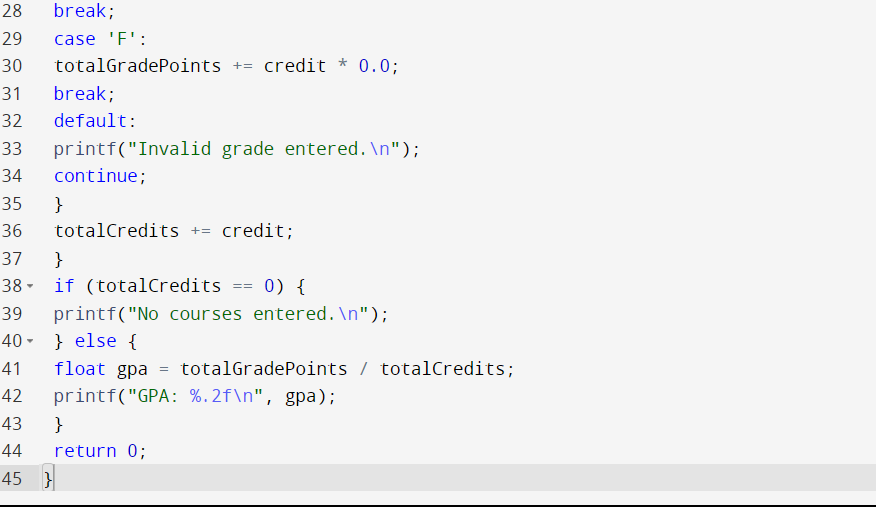 28 break;
29 case 'F':
30 totalGradePoints += credit * 0.0;
31 break;
32 default:
33 printf("Invalid grade entered.\n");
34 continue;
35 }
36 totalCredits += credit;
37 }
38 if (totalCredits == 0) {
39 printf("No courses entered.\n");
40 } else {
41 float gpa = totalGradePoints / totalCredits;
42 printf("GPA: %.2f\n", gpa);
43 }
44 return 0;
45 }